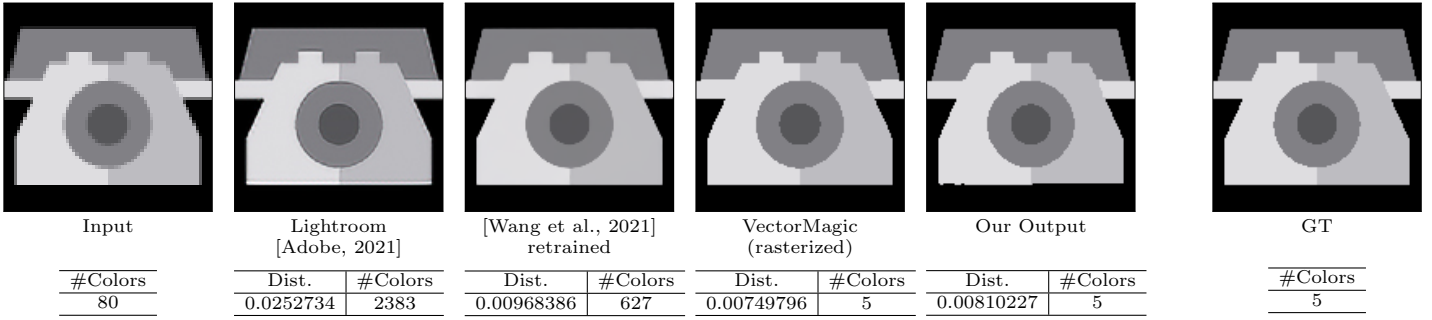 Input
Lightroom
[Adobe, 2021]
[Wang et al., 2021]
retrained
VectorMagic
(rasterized)
Our Output
GT
#Colors
80
Dist. #Colors
0.0252734 2383
Dist. #Colors
0.00968386 627
Dist. #Colors
0.00749796 5
Dist. #Colors
0.00810227 5
#Colors
5